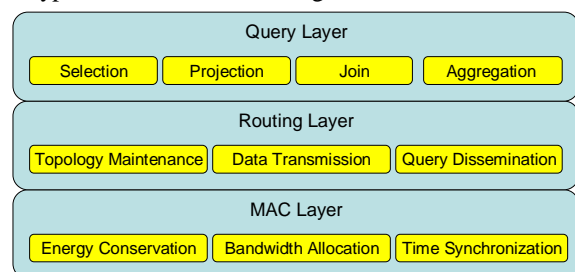 Query Layer
Selection Projection Join Aggregation
Routing Layer
Topology Maintenance Data Transmission Query Dissemination
MAC Layer
Energy Conservation Bandwidth Allocation Time Synchronization